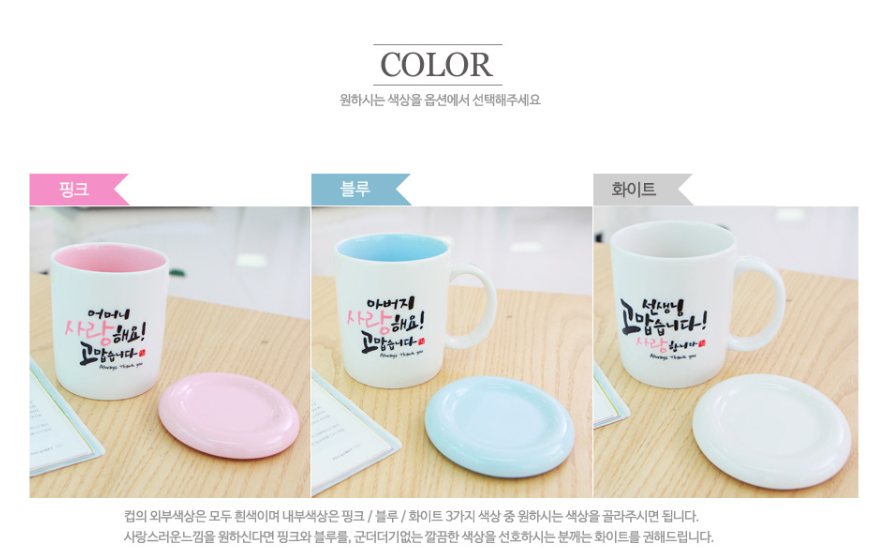 COLOR
원하시는 색상을 옵션에서 선택해주세요
핑크
블루
화이트
어머니
사랑해요!
고맙습니다
Always Thank you
아버지
사랑해요!
고맙습니다
Always Thank you
선생님
고맙습니다!
사랑합니다
Always Thank you
컵의 외부색상은 모두 흰색이며 내부색상은 핑크 / 블루 / 화이트 3가지 색상 중 원하시는 색상을 골라주시면 됩니다.
사랑스러운느낌을 원하신다면 핑크와 블루를, 군더더기없는 깔끔한 색상을 선호하시는 분께는 화이트를 권해드립니다.